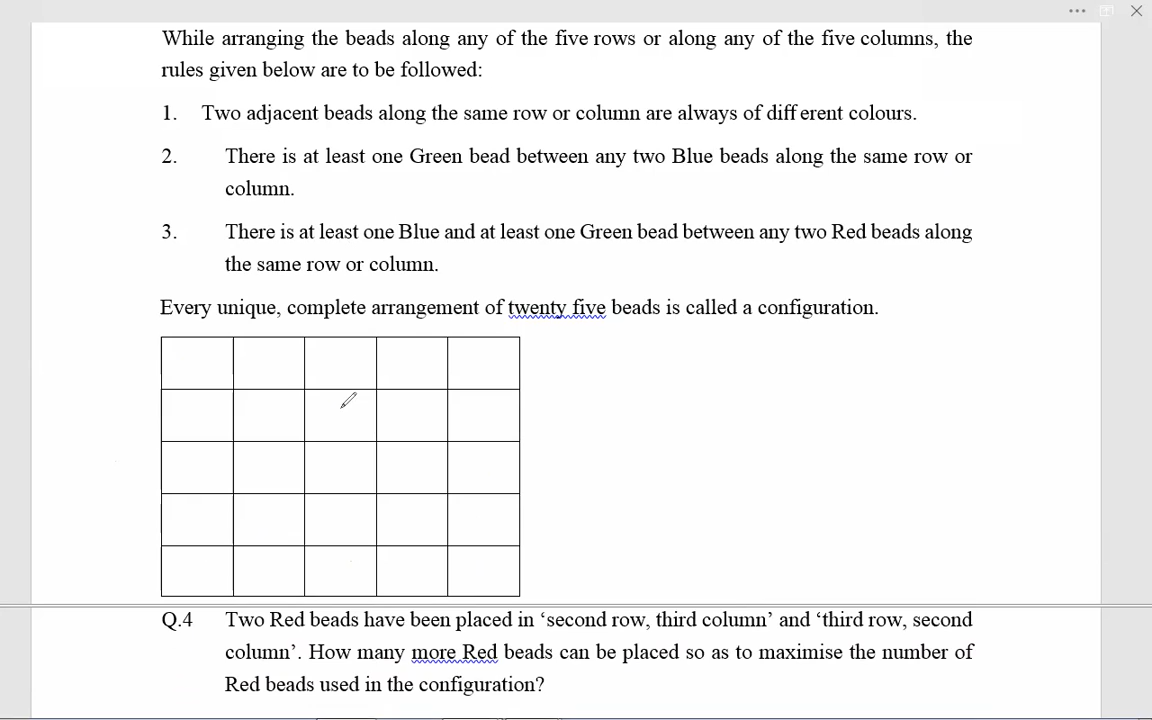 While arranging the beads along any of the five rows or along any of the five columns, the
rules given below are to be followed:
1. Two adjacent beads along the same row or column are always of different colours.
2. There is at least one Green bead between any two Blue beads along the same row or
column.
3. There is at least one Blue and at least one Green bead between any two Red beads along
the same row or column.
Every unique, complete arrangement of twenty five beads is called a configuration.
Q.4 Two Red beads have been placed in ‘second row, third column’ and ‘third row, second
column’. How many more Red beads can be placed so as to maximise the number of
Red beads used in the configuration?